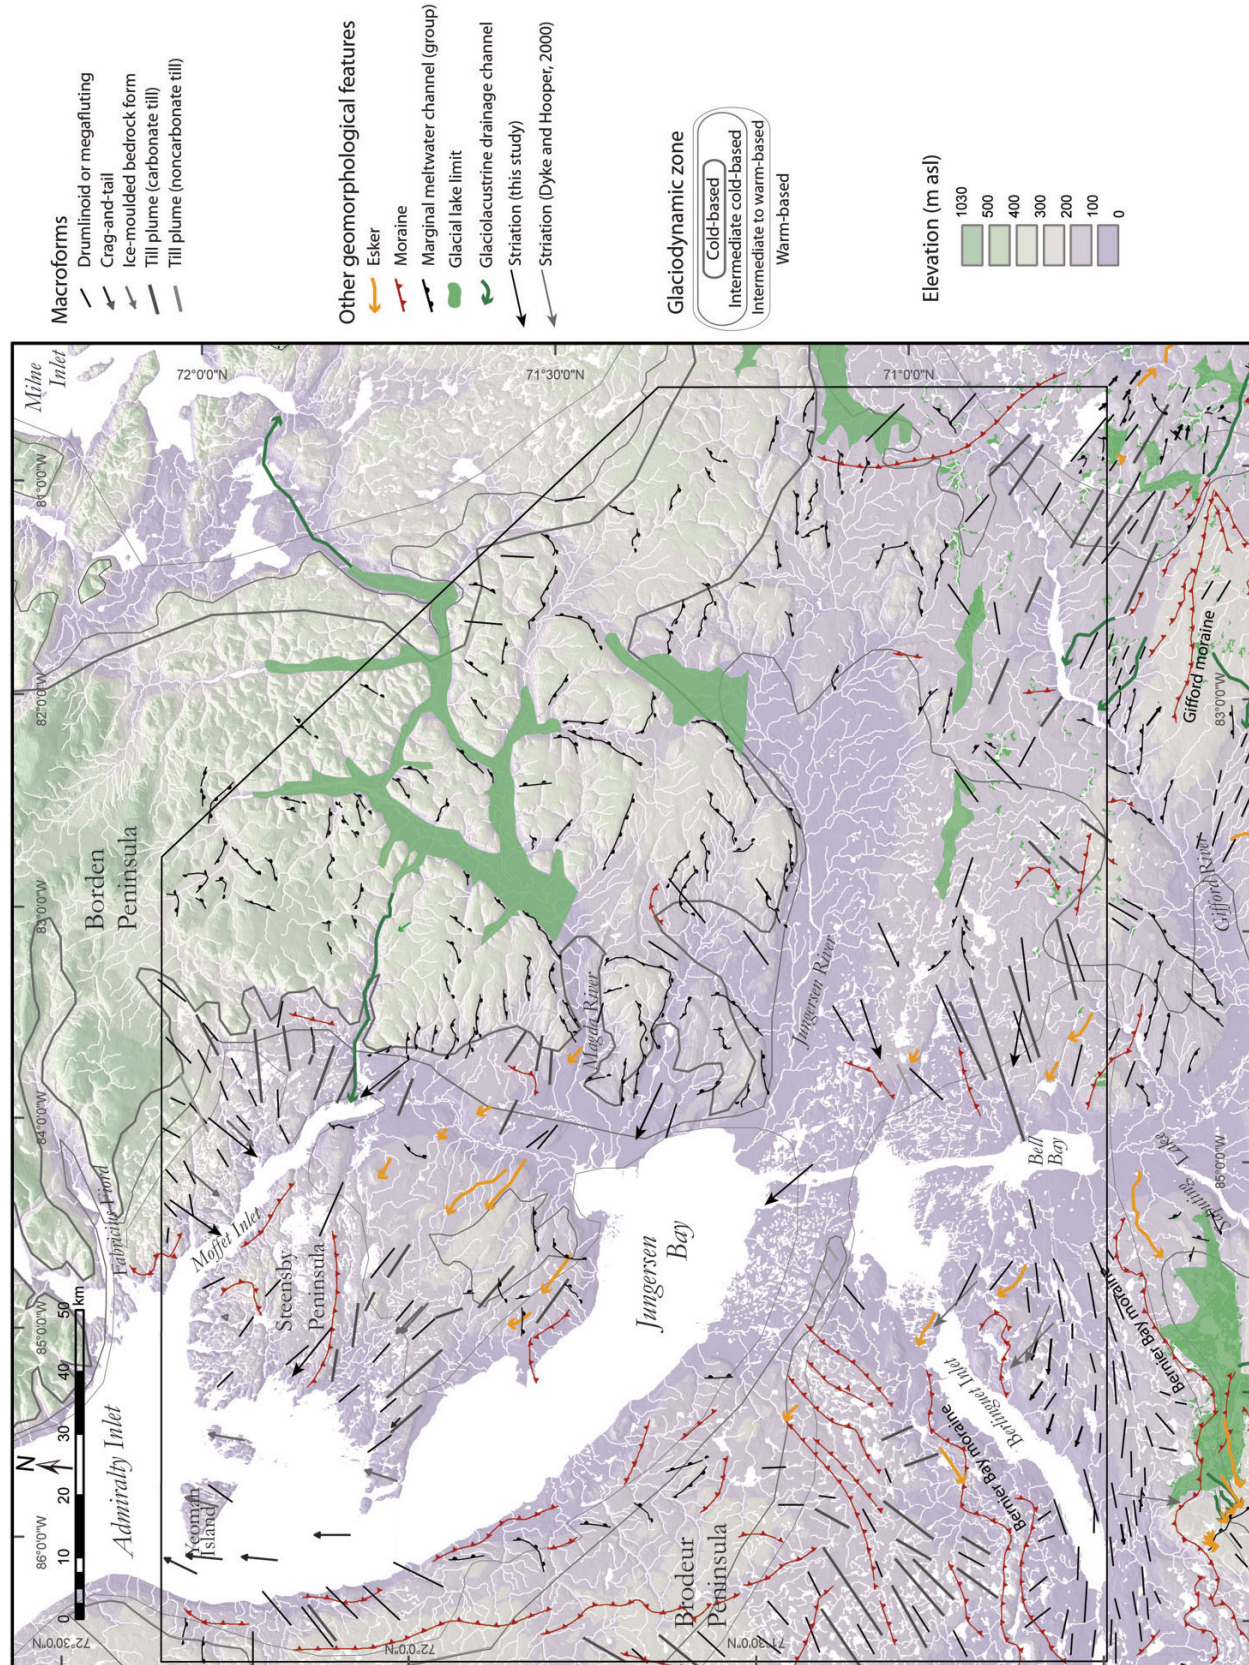 Macroforms
Drumlinoid or megafluting
Crag-and-tail
Ice-moulded bedrock form
Till plume (carbonate till)
Till plume (noncarbonate till)
Other geomorphological features
Esker
Moraine
Marginal meltwater channel (group)
Glacial lake limit
Glaciolacustrine drainage channel
Striation (this study)
Striation (Dyke and Hooper, 2000)
Glaciodynamic zone
Cold-based
Intermediate cold-based
Intermediate to warm-based
Warm-based
Elevation (m asl)
1030
500
400
300
200
100
0
N
0 10 20 30 40 50
km
86°0'0"W
85°0'0"W
84°0'0"W
83°0'0"W
82°0'0"W
81°0'0"W
72°30'0"N
72°0'0"N
71°30'0"N
72°0'0"N
71°30'0"N
71°0'0"N
85°0'0"W
83°0'0"W
Admiralty Inlet
Fabricius Fiord
Borden
Peninsula
Milne
Inlet
Yeoman
Island
Moffet Inlet
Steensby
Peninsula
Magda River
Jungersen
Bay
Jungersen River
Brodeur
Peninsula
Bernier Bay moraine
Berlinguet Inlet
Bell
Bay
Bernier Bay moraine
Lake
Gifford River
Gifford moraine